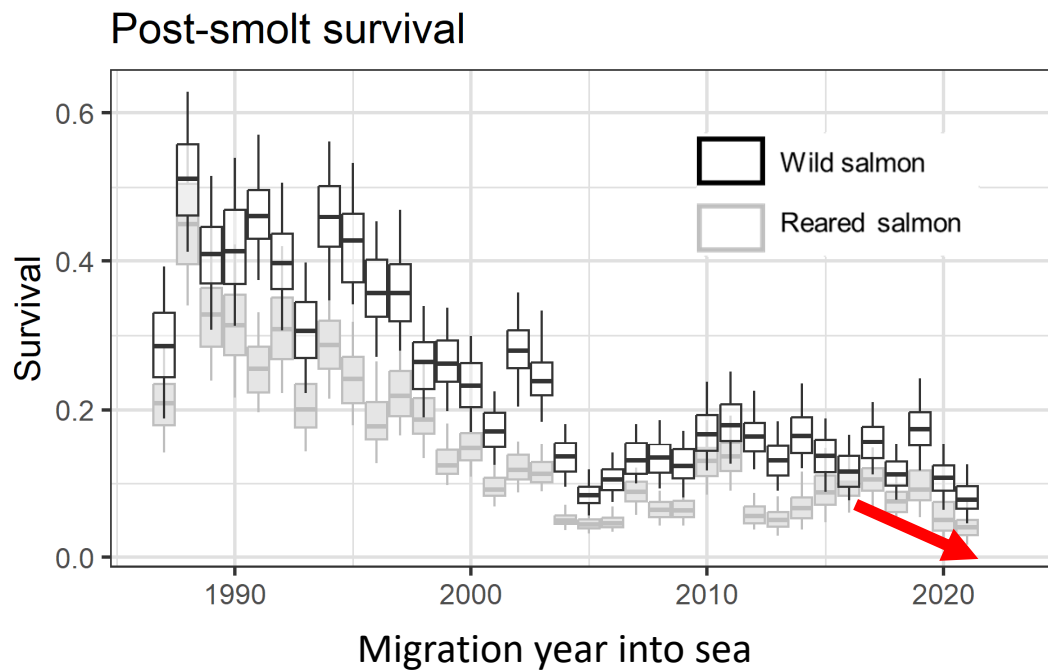 Post-smolt survival
0.6
0.4
0.2
0.0
Survival
Wild salmon
Reared salmon
1990
2000
2010
2020
Migration year into sea